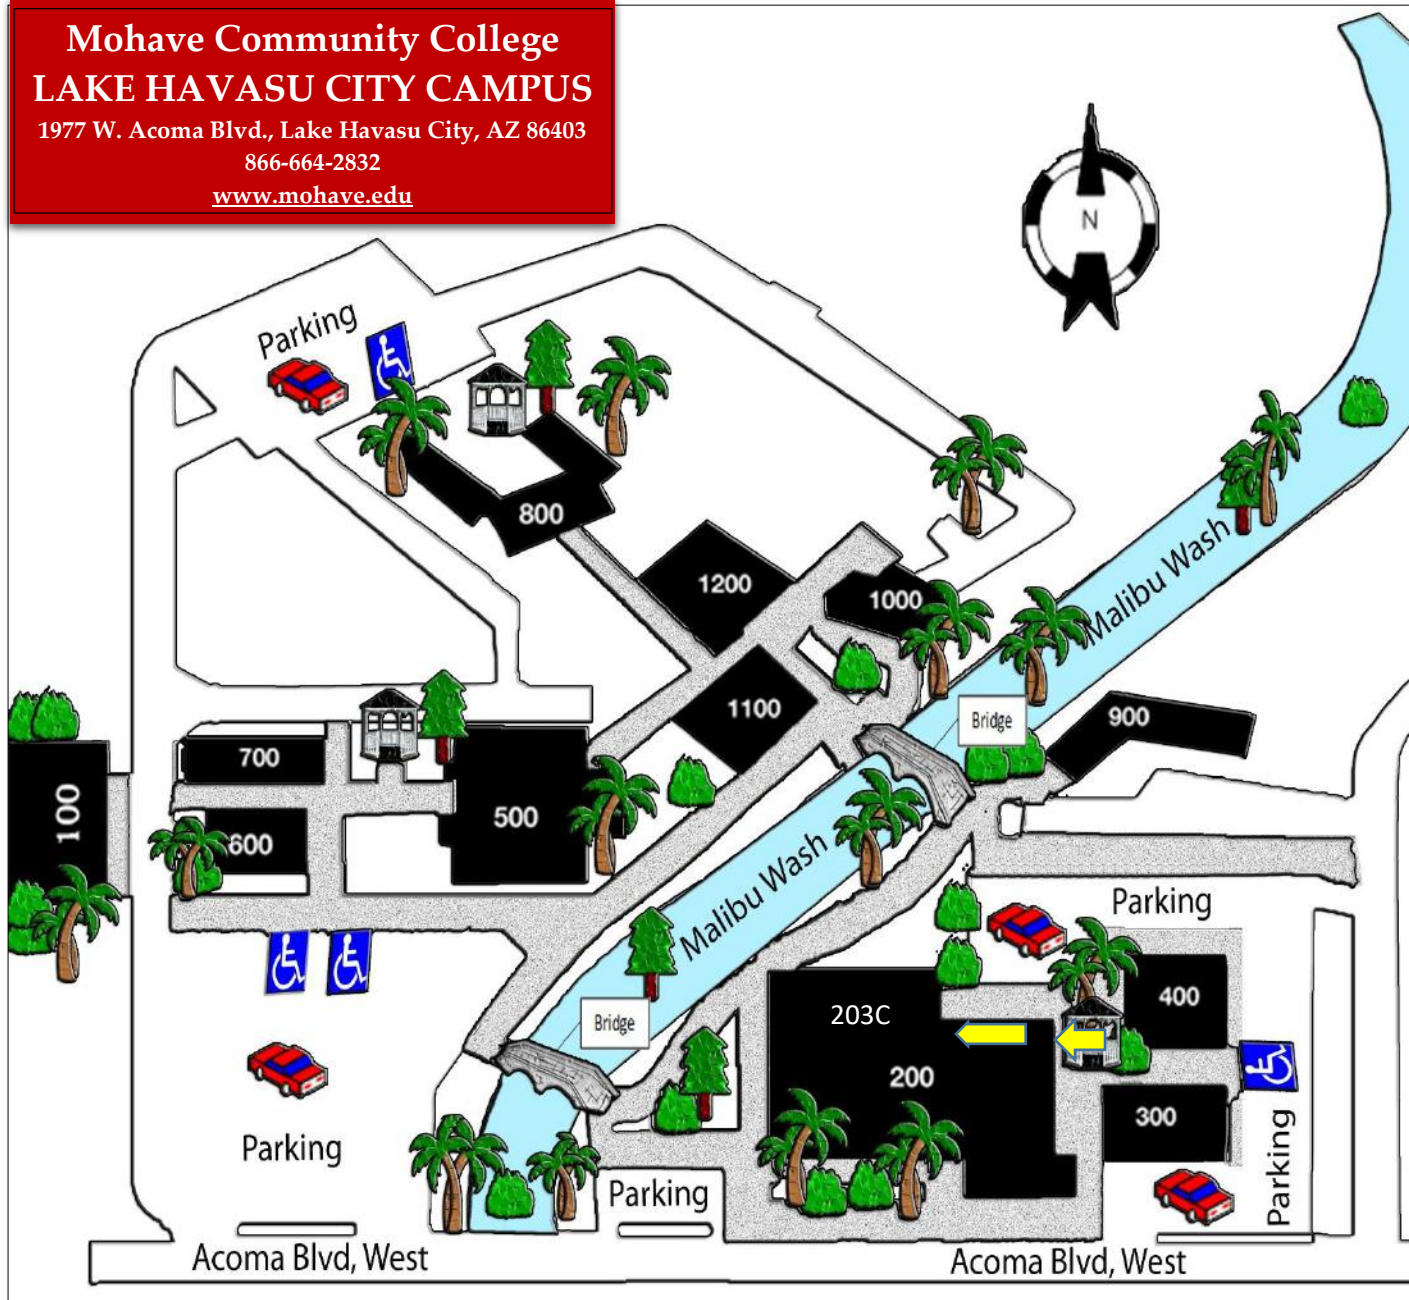 Mohave Community College
LAKE HAVASU CITY CAMPUS
1977 W. Acoma Blvd., Lake Havasu City, AZ 86403
866-664-2832
www.mohave.edu
N
Parking
800
1200
1000
Malibu Wash
1100
Bridge
900
700
100
500
600
Malibu Wash
Parking
203C
400
Bridge
200
300
Parking
Parking
Parking
Acoma Blvd, West
Acoma Blvd, West